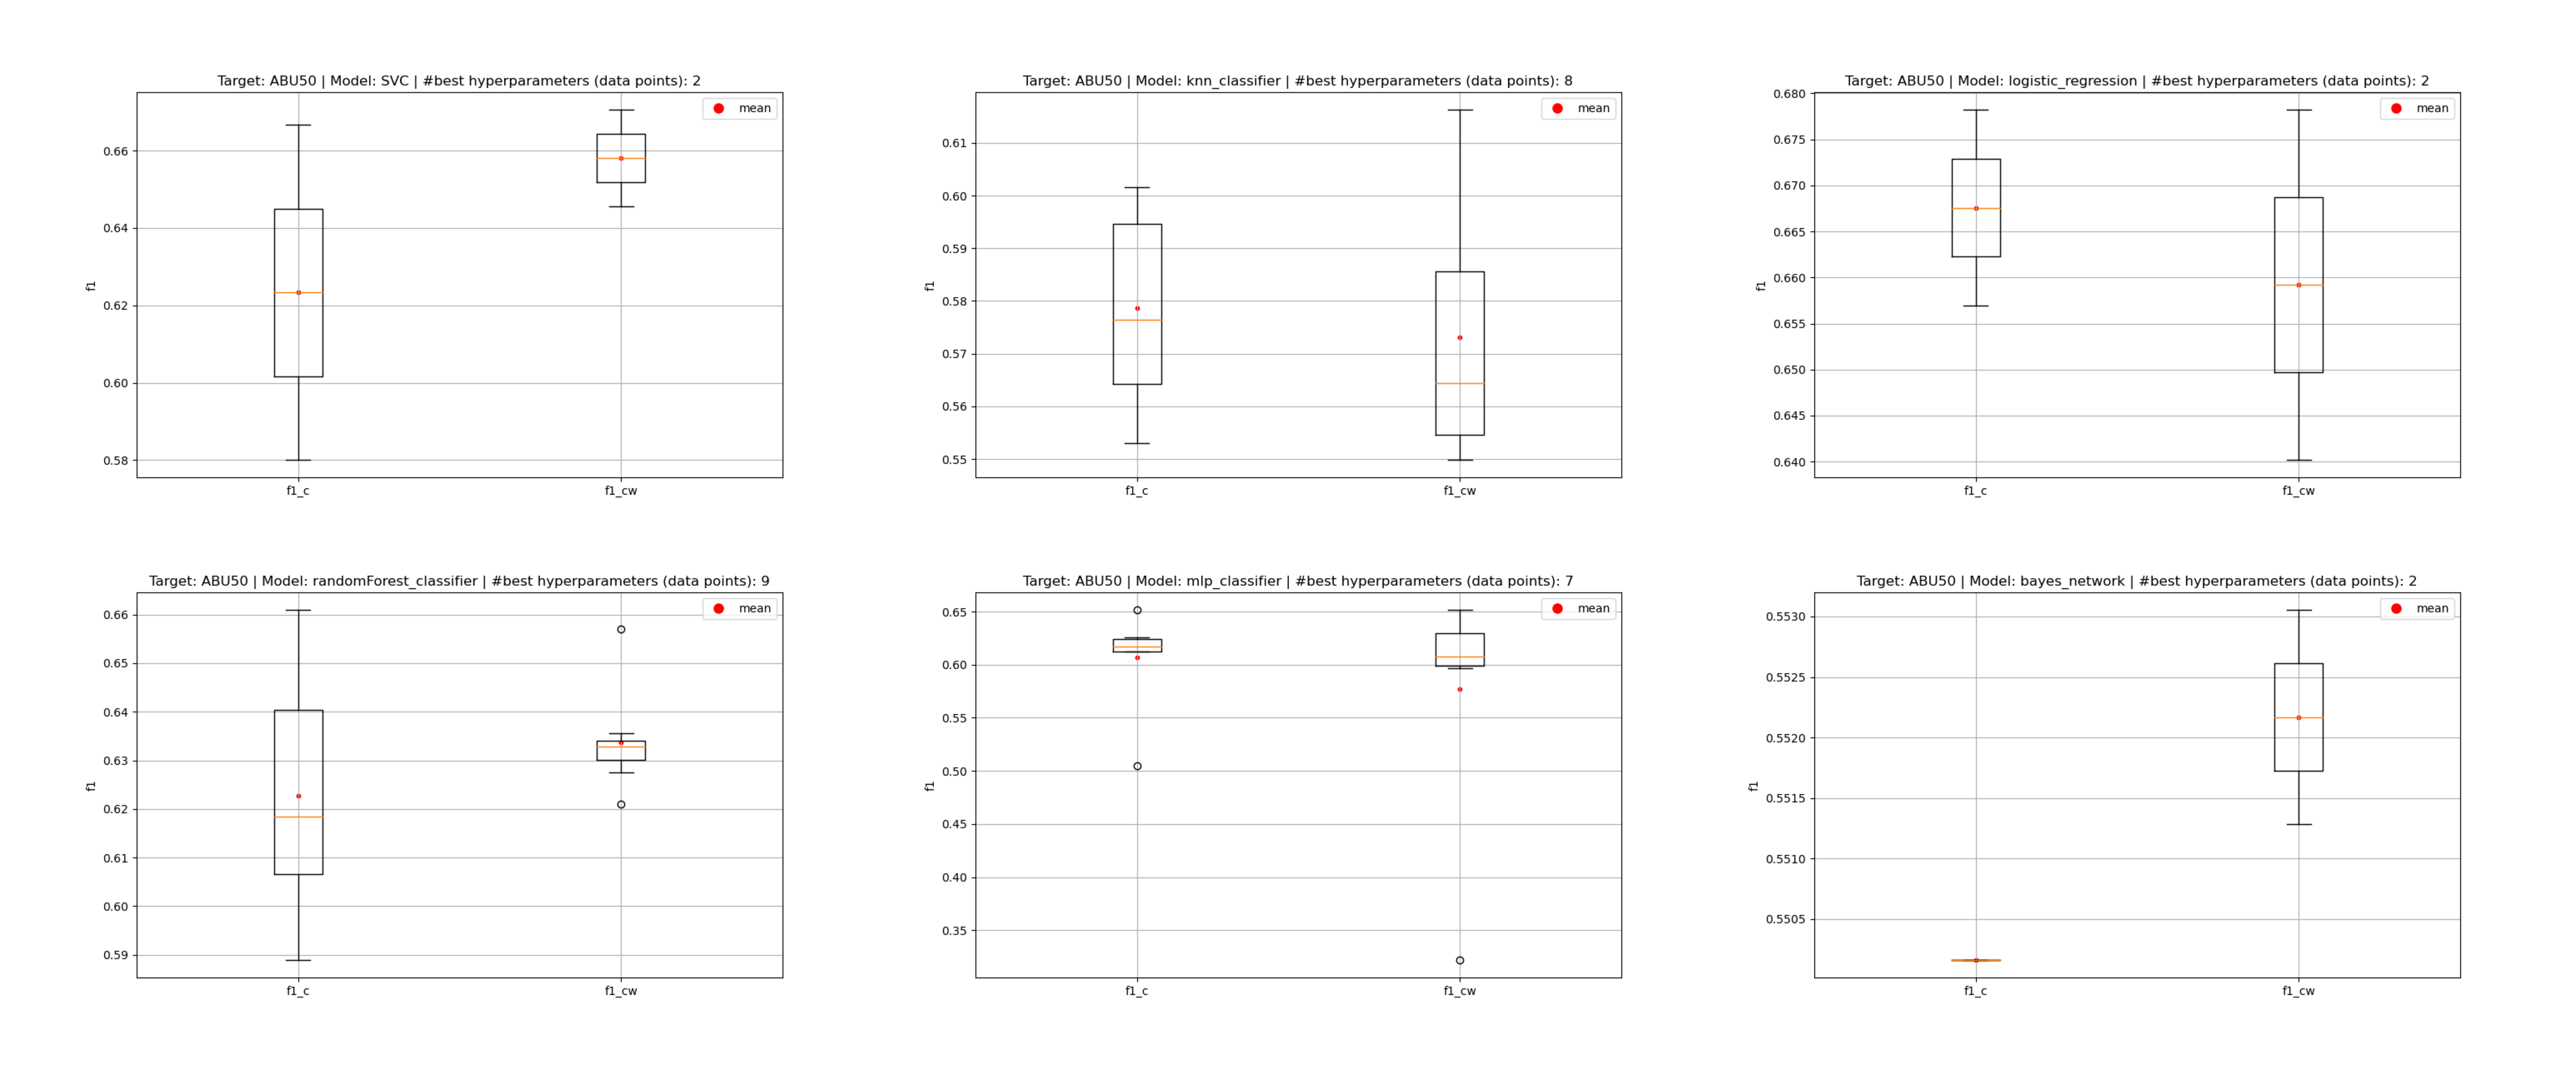 Target: ABU50 | Model: SVC | #best hyperparameters (data points): 2
mean
0.66
0.64
0.62
0.60
0.58
f1
f1_c
f1_cw
Target: ABU50 | Model: knn_classifier | #best hyperparameters (data points): 8
mean
0.61
0.60
0.59
0.58
0.57
0.56
0.55
f1
f1_c
f1_cw
Target: ABU50 | Model: logistic_regression | #best hyperparameters (data points): 2
mean
0.680
0.675
0.670
0.665
0.660
0.655
0.650
0.645
0.640
f1
f1_c
f1_cw
Target: ABU50 | Model: randomForest_classifier | #best hyperparameters (data points): 9
mean
0.66
0.65
0.64
0.63
0.62
0.61
0.60
0.59
f1
f1_c
f1_cw
Target: ABU50 | Model: mlp_classifier | #best hyperparameters (data points): 7
mean
0.65
0.60
0.55
0.50
0.45
0.40
0.35
f1
f1_c
f1_cw
Target: ABU50 | Model: bayes_network | #best hyperparameters (data points): 2
mean
0.5530
0.5525
0.5520
0.5515
0.5510
0.5505
f1
f1_c
f1_cw